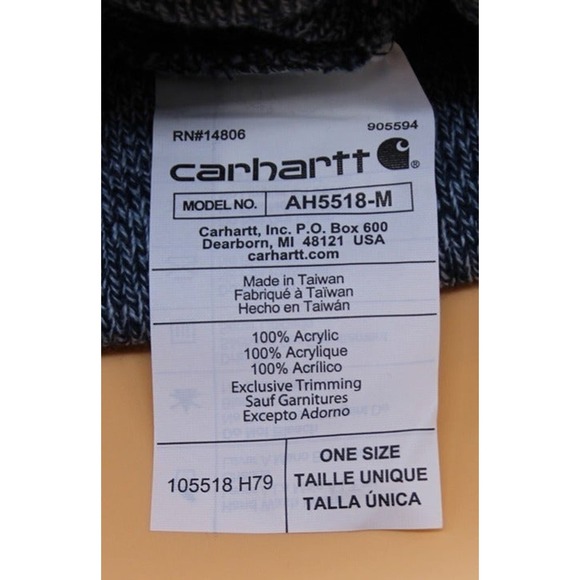 RN#14806 905594
carhartt
MODEL NO. AH5518-M
Carhartt, Inc. P.O. Box 600
Dearborn, MI 48121 USA
carhartt.com
Made in Taiwan
Fabriqué à Taïwan
Hecho en Taiwán
100% Acrylic
100% Acrylique
100% Acrílico
Exclusive Trimming
Sauf Garnitures
Excepto Adorno
105518 H79
ONE SIZE
TAILLE UNIQUE
TALLA ÚNICA